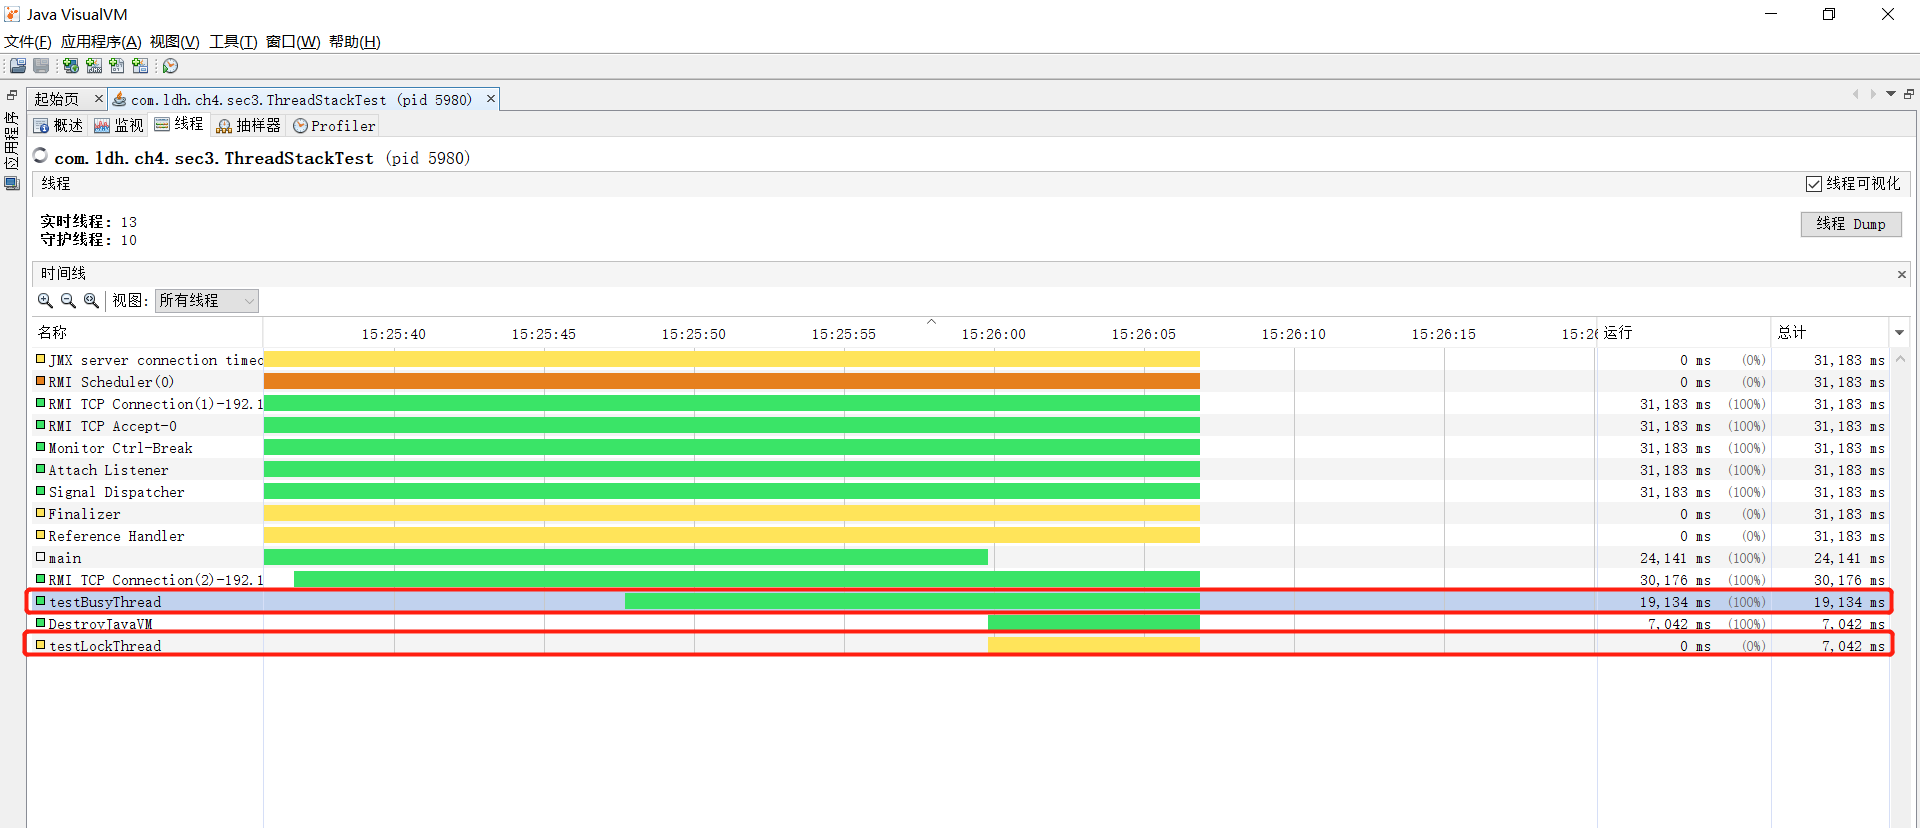 Java VisualVM
文件(F) 应用程序(A) 视图(V) 工具(T) 窗口(W) 帮助(H)
应用程序
起始页 com.ldh.ch4.sec3.ThreadStackTest (pid 5980)
概述 监视 线程 抽样器 Profiler
com.ldh.ch4.sec3.ThreadStackTest (pid 5980)
线程 线程可视化
实时线程: 13
守护线程: 10
线程 Dump
时间线
视图: 所有线程
名称 15:25:40 15:25:45 15:25:50 15:25:55 15:26:00 15:26:05 15:26:10 15:26:15 15:26 运行 总计
JMX server connection timeo 0 ms (0%) 31,183 ms
RMI Scheduler(0) 0 ms (0%) 31,183 ms
RMI TCP Connection(1)-192.1 31,183 ms (100%) 31,183 ms
RMI TCP Accept-0 31,183 ms (100%) 31,183 ms
Monitor Ctrl-Break 31,183 ms (100%) 31,183 ms
Attach Listener 31,183 ms (100%) 31,183 ms
Signal Dispatcher 31,183 ms (100%) 31,183 ms
Finalizer 0 ms (0%) 31,183 ms
Reference Handler 0 ms (0%) 31,183 ms
main 24,141 ms (100%) 24,141 ms
RMI TCP Connection(2)-192.1 30,176 ms (100%) 30,176 ms
testBusyThread 19,134 ms (100%) 19,134 ms
DestroyJavaVM 7,042 ms (100%) 7,042 ms
testLockThread 0 ms (0%) 7,042 ms